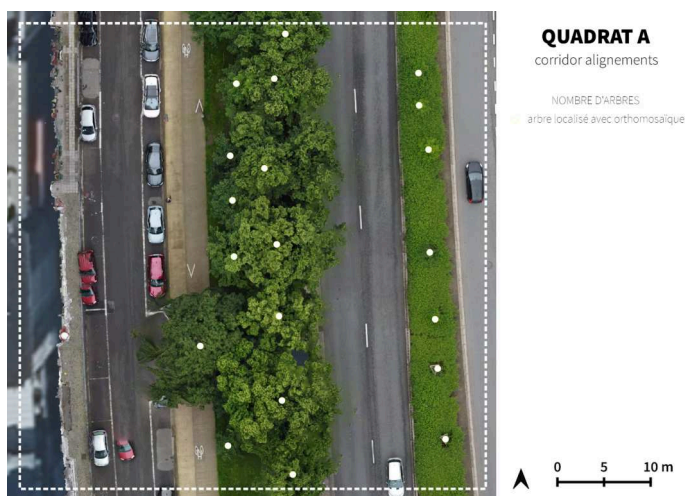 QUADRAT A
corridor alignements
NOMBRE D'ARBRES
arbre localisé avec orthomosaïque
0 5 10 m